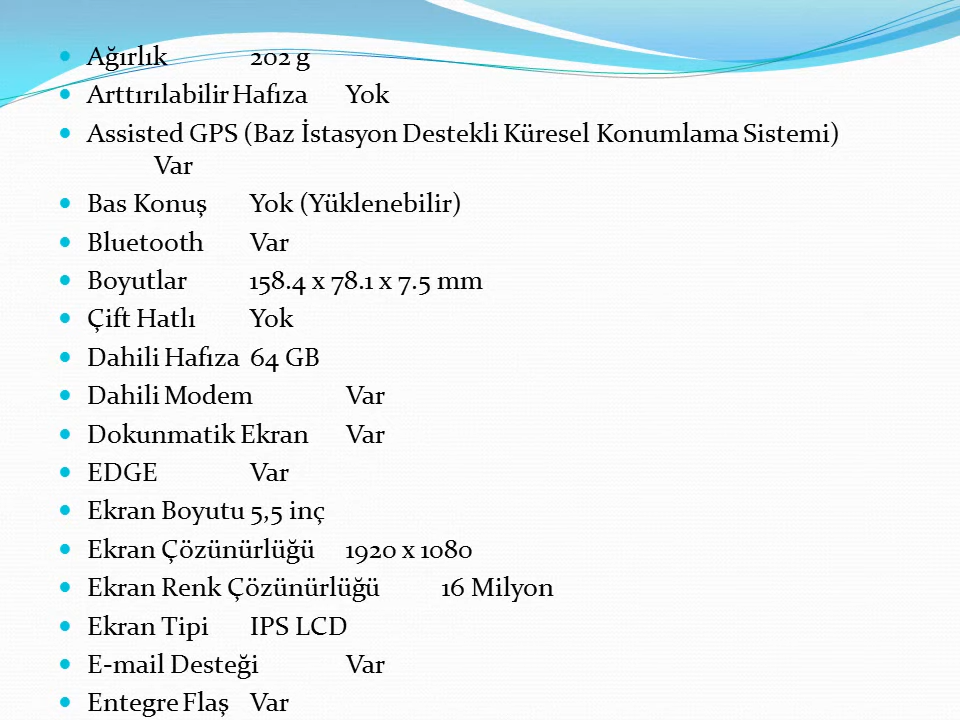 Ağırlık 202 g
Arttırılabilir Hafıza Yok
Assisted GPS (Baz İstasyon Destekli Küresel Konumlama Sistemi)
Var
Bas Konuş Yok (Yüklenebilir)
Bluetooth Var
Boyutlar 158.4 x 78.1 x 7.5 mm
Çift Hatlı Yok
Dahili Hafıza 64 GB
Dahili Modem Var
Dokunmatik Ekran Var
EDGE Var
Ekran Boyutu 5,5 inç
Ekran Çözünürlüğü 1920 x 1080
Ekran Renk Çözünürlüğü 16 Milyon
Ekran Tipi IPS LCD
E-mail Desteği Var
Entegre Flaş Var